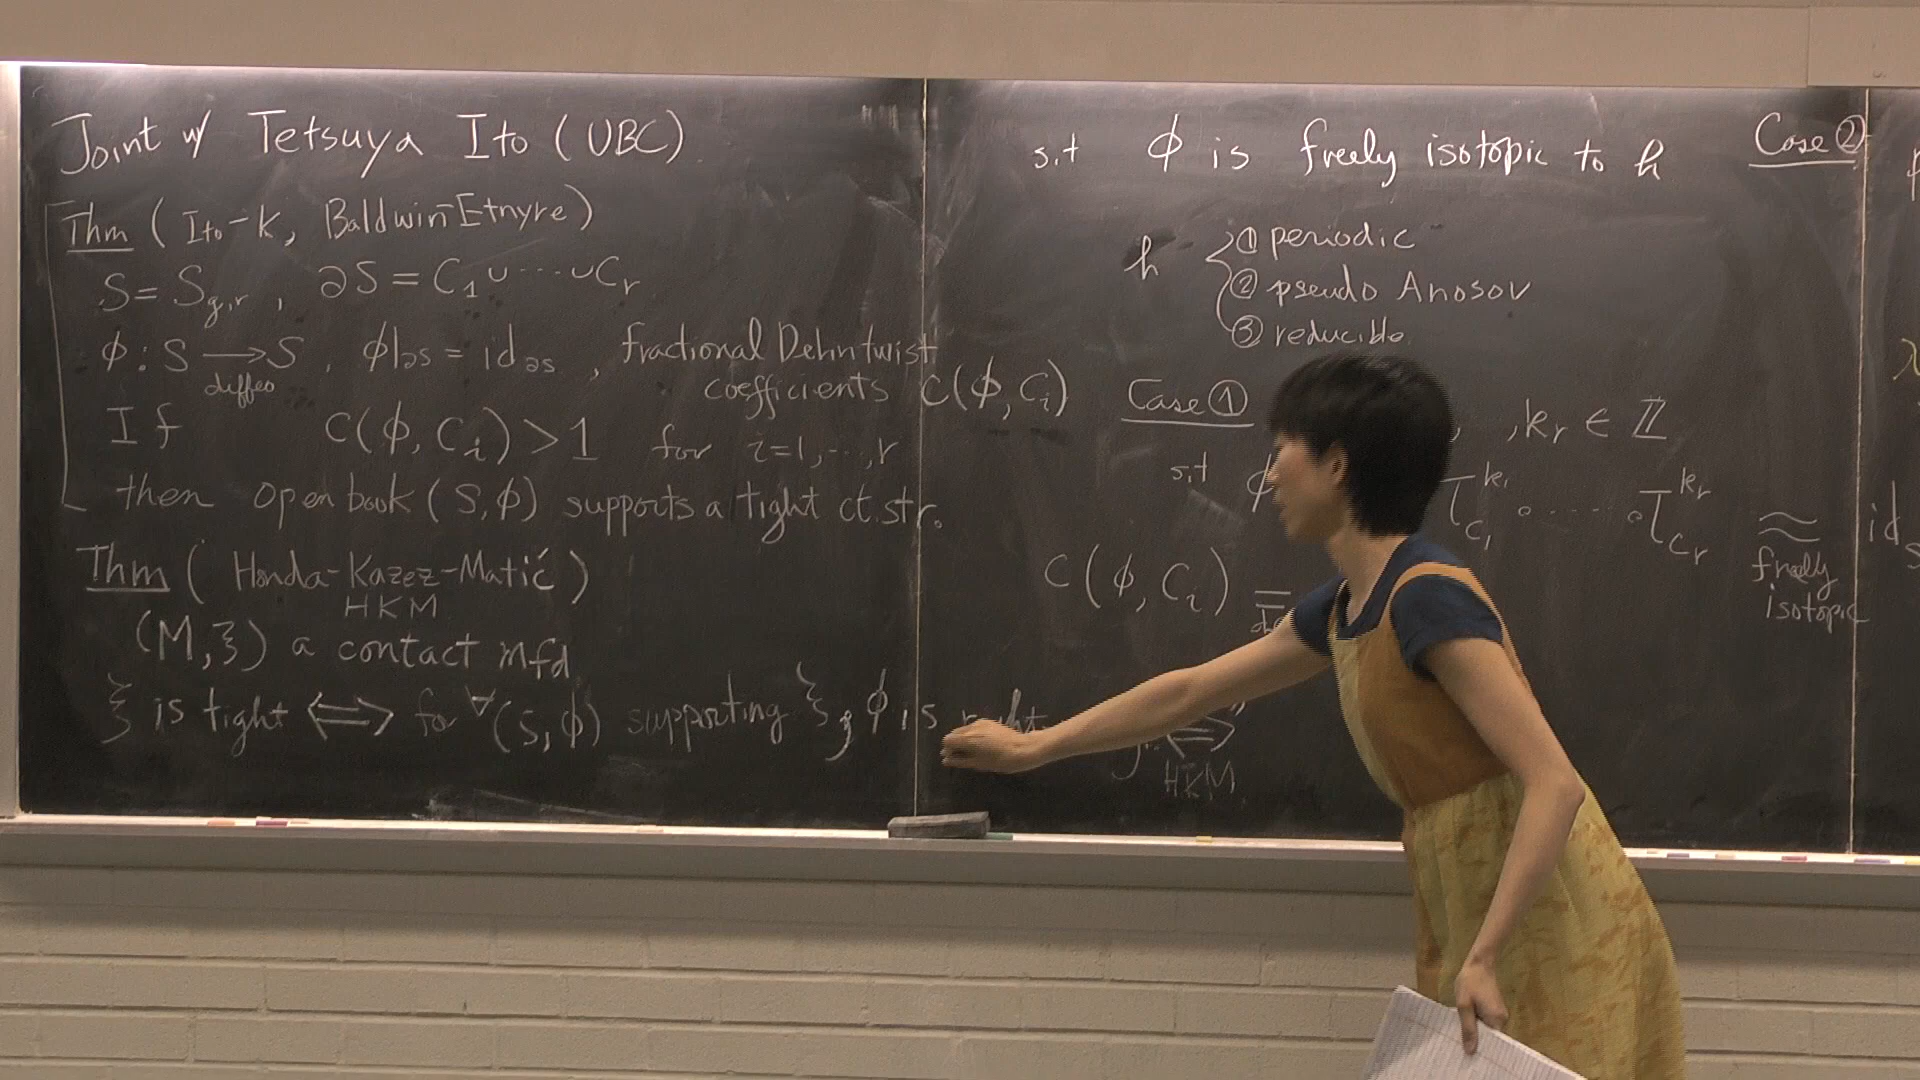 Joint w/ Tetsuya Ito (UBC)
Thm (Ito-K, Baldwin-Etnyre)
S = S_{g,r}, ∂S = C_1 ∪ ⋯ ∪ C_r
φ : S → S, φ|_{∂S} = id_{∂S}, fractional Dehn twist
diffeo
coefficients C(φ, C_i)
If C(φ, C_i) > 1 for i=1,⋯,r
then open book (S, φ) supports a tight ct. str.
Thm (Honda-Kazez-Matić)
HKM
(M, ξ) a contact mfd
ξ is tight ⟺ for ∀(S, φ) supporting ξ, φ is right
s.t φ is freely isotopic to h
h
① periodic
② pseudo Anosov
③ reducible
Case ①
, k_r ∈ ℤ
s.t φ
T_{C_1}^{k_1} ∘ ⋯ ∘ T_{C_r}^{k_r} ≈ id_S
freely
isotopic
C(φ, C_i) =
⟺
HKM
Case ②